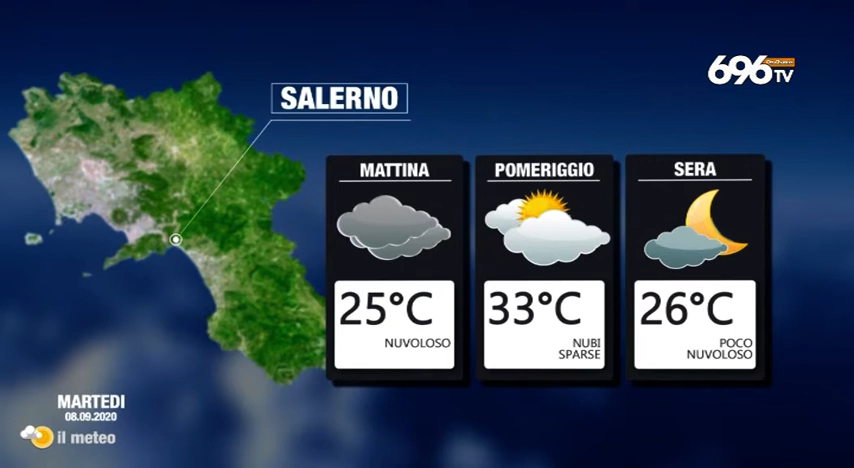 696
TV
SALERNO
MATTINA
25°C
NUVOLOSO
POMERIGGIO
33°C
NUBI
SPARSE
SERA
26°C
POCO
NUVOLOSO
MARTEDI
08.09.2020
il meteo